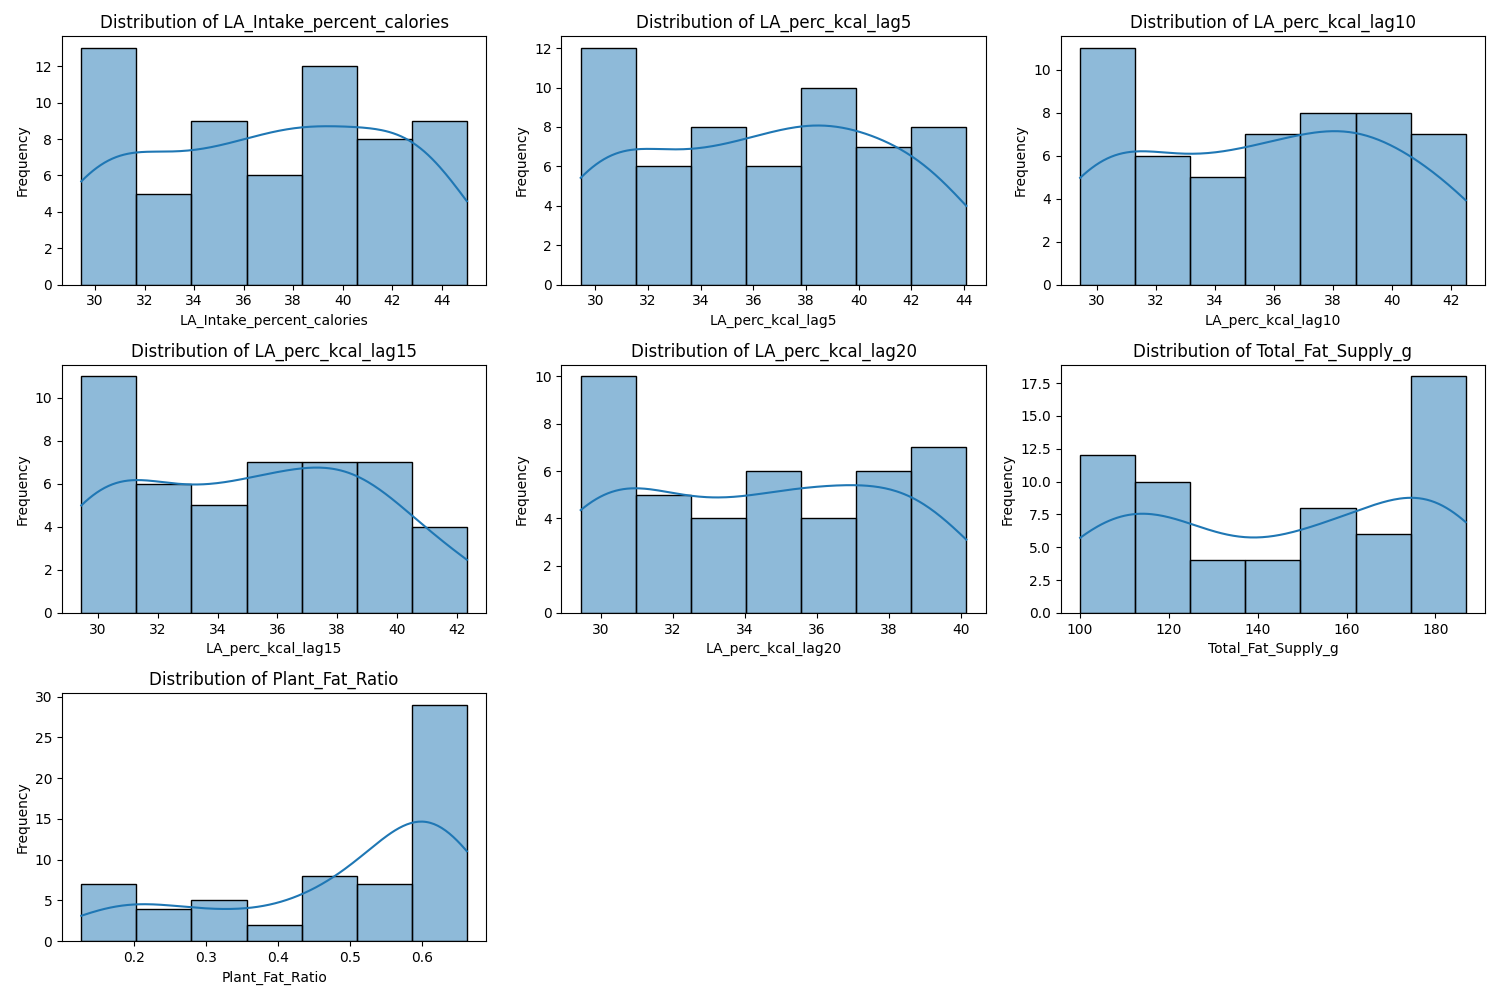 Distribution of LA_Intake_percent_calories
12
10
8
6
4
2
0
Frequency
30 32 34 36 38 40 42 44
LA_Intake_percent_calories
Distribution of LA_perc_kcal_lag5
12
10
8
6
4
2
0
Frequency
30 32 34 36 38 40 42 44
LA_perc_kcal_lag5
Distribution of LA_perc_kcal_lag10
10
8
6
4
2
0
Frequency
30 32 34 36 38 40 42
LA_perc_kcal_lag10
Distribution of LA_perc_kcal_lag15
10
8
6
4
2
0
Frequency
30 32 34 36 38 40 42
LA_perc_kcal_lag15
Distribution of LA_perc_kcal_lag20
10
8
6
4
2
0
Frequency
30 32 34 36 38 40
LA_perc_kcal_lag20
Distribution of Total_Fat_Supply_g
17.5
15.0
12.5
10.0
7.5
5.0
2.5
0.0
Frequency
100 120 140 160 180
Total_Fat_Supply_g
Distribution of Plant_Fat_Ratio
30
25
20
15
10
5
0
Frequency
0.2 0.3 0.4 0.5 0.6
Plant_Fat_Ratio